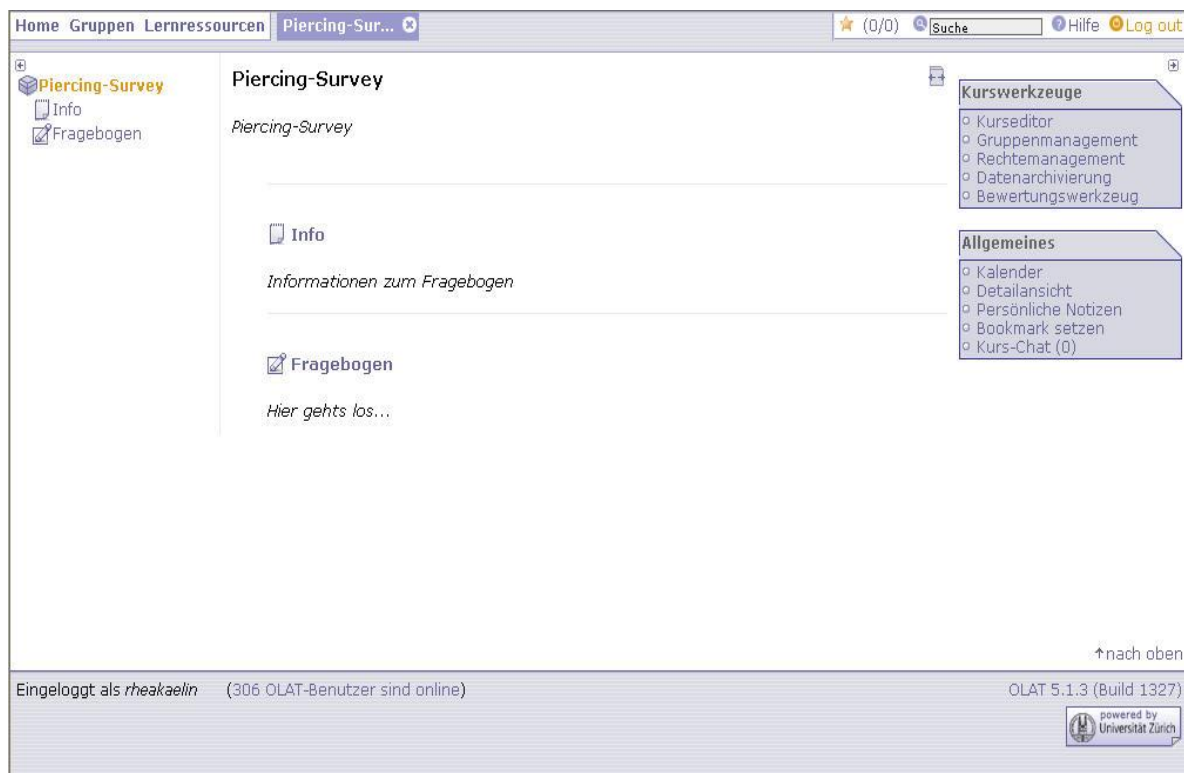 Home Gruppen Lernressourcen Piercing-Sur... (0/0) Suche Hilfe Log out
Piercing-Survey
Info
Fragebogen
Piercing-Survey
Piercing-Survey
Info
Informationen zum Fragebogen
Fragebogen
Hier gehts los...
Kurswerkzeuge
Kurseditor
Gruppenmanagement
Rechtemanagement
Datenarchivierung
Bewertungswerkzeug
Allgemeines
Kalender
Detailansicht
Persönliche Notizen
Bookmark setzen
Kurs-Chat (0)
nach oben
Eingeloggt als rheakaelin (306 OLAT-Benutzer sind online) OLAT 5.1.3 (Build 1327)
powered by
Universität Zürich